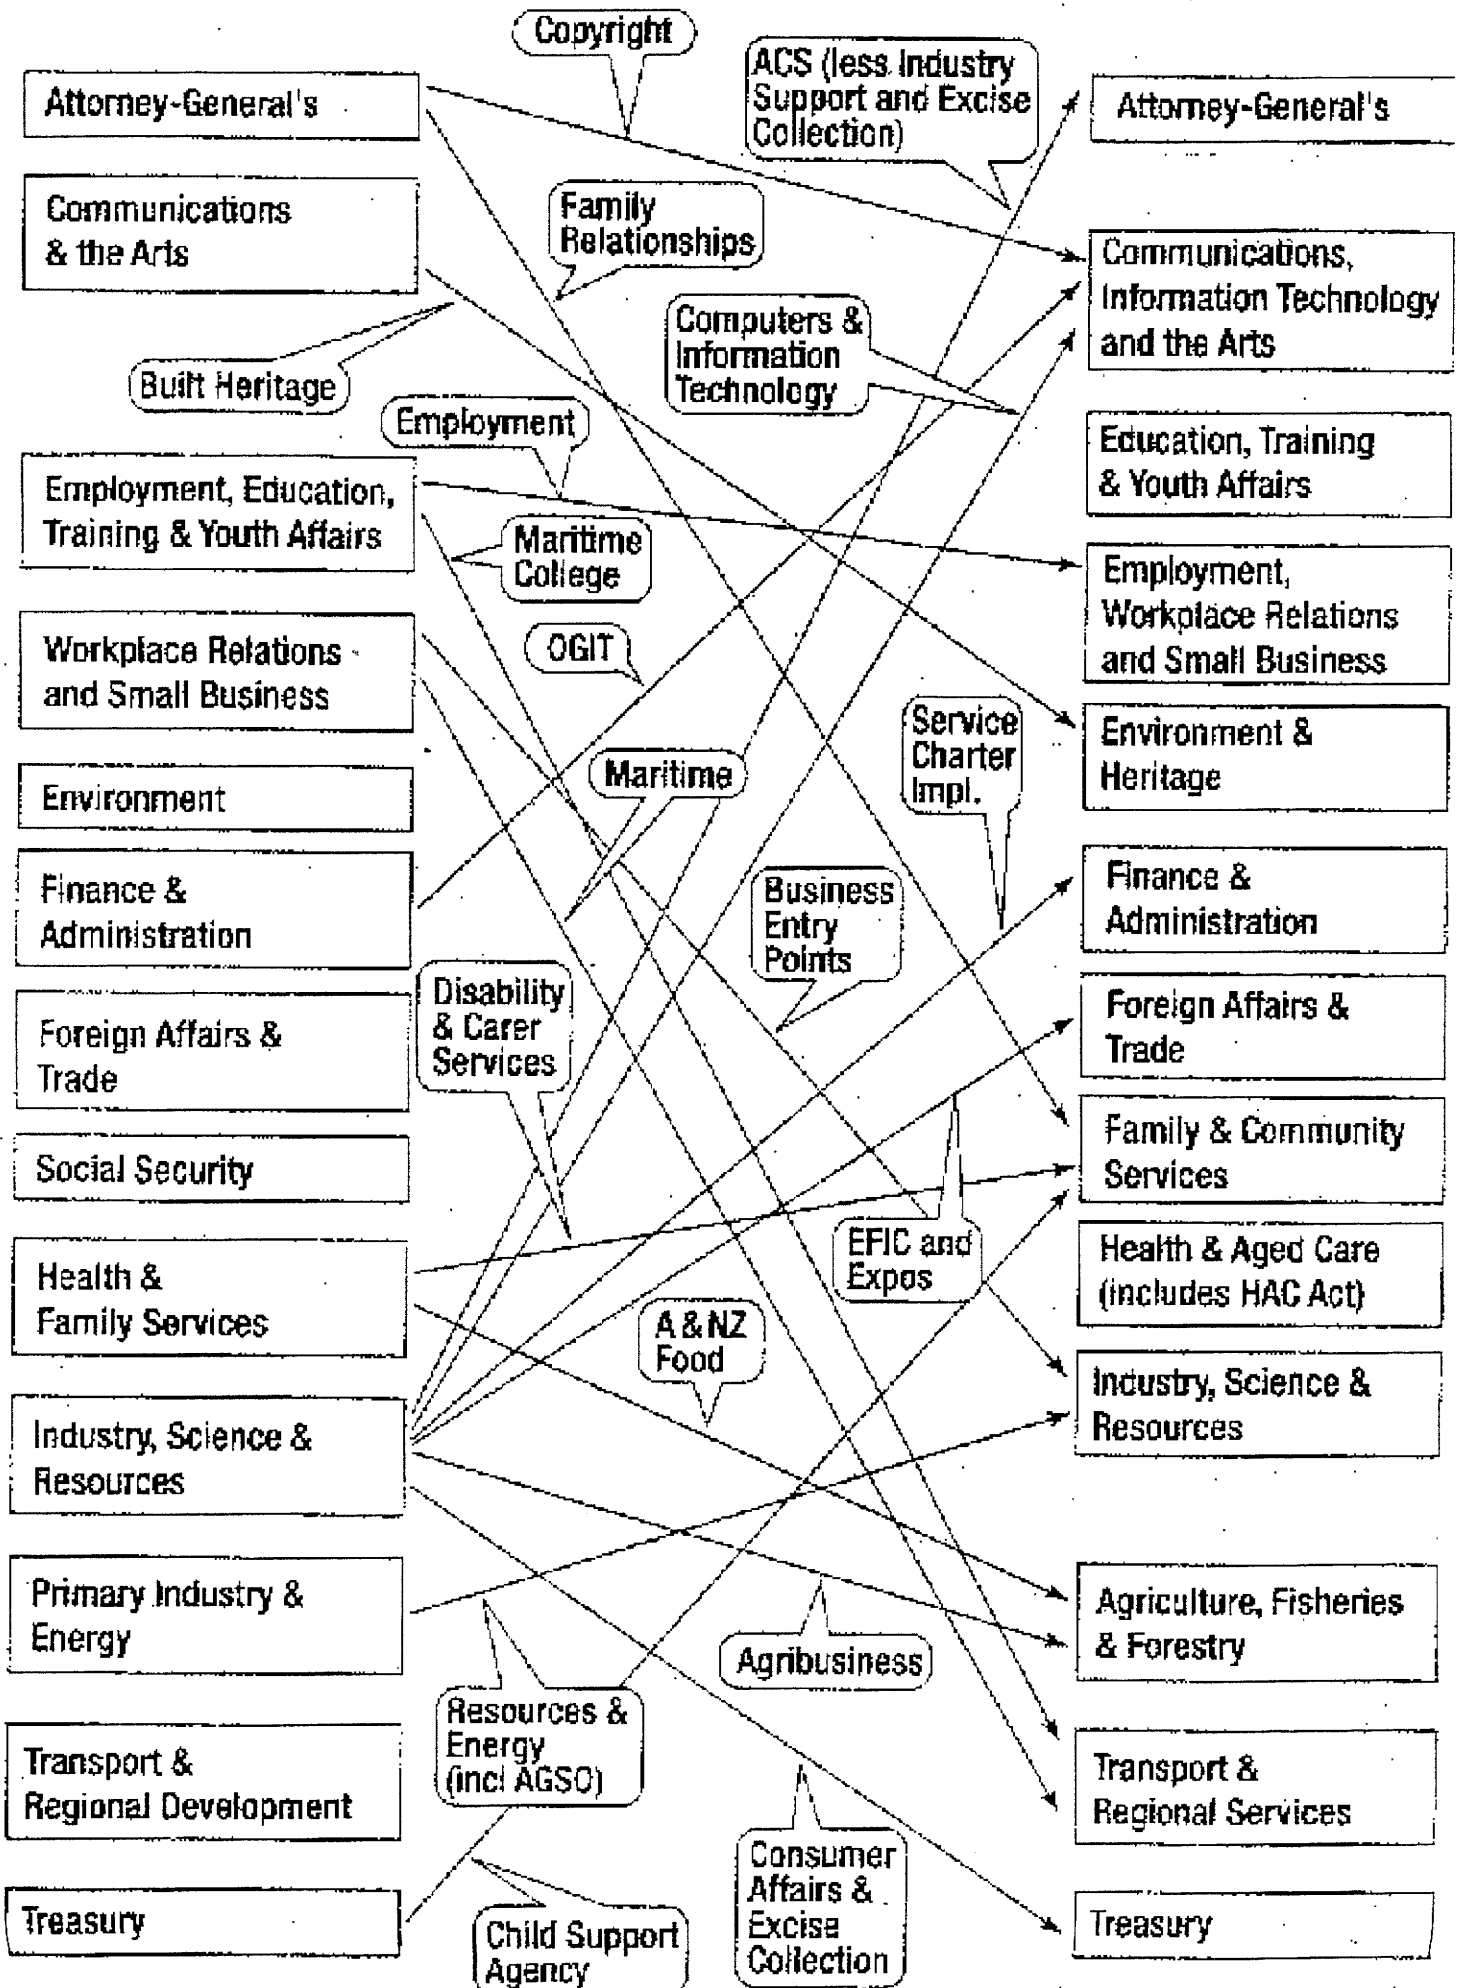 Copyright
ACS (less Industry
Support and Excise
Collection)
Attorney-General's
Attorney-General's
Communications
& the Arts
Family
Relationships
Communications,
Information Technology
and the Arts
Computers &
Information
Technology
Built Heritage
Employment
Education, Training
& Youth Affairs
Employment, Education,
Training & Youth Affairs
Maritime
College
Employment,
Workplace Relations
and Small Business
OGIT
Workplace Relations
and Small Business
Service
Charter
Impl.
Environment &
Heritage
Maritime
Environment
Finance &
Administration
Business
Entry
Points
Finance &
Administration
Disability
& Carer
Services
Foreign Affairs &
Trade
Foreign Affairs &
Trade
Social Security
Family & Community
Services
EFIC and
Expos
Health &
Family Services
Health & Aged Care
(includes HAC Act)
A & NZ
Food
Industry, Science &
Resources
Industry, Science &
Resources
Primary Industry &
Energy
Agriculture, Fisheries
& Forestry
Agribusiness
Resources &
Energy
(incl AGSO)
Transport &
Regional Development
Transport &
Regional Services
Consumer
Affairs &
Excise
Collection
Treasury
Child Support
Agency
Treasury